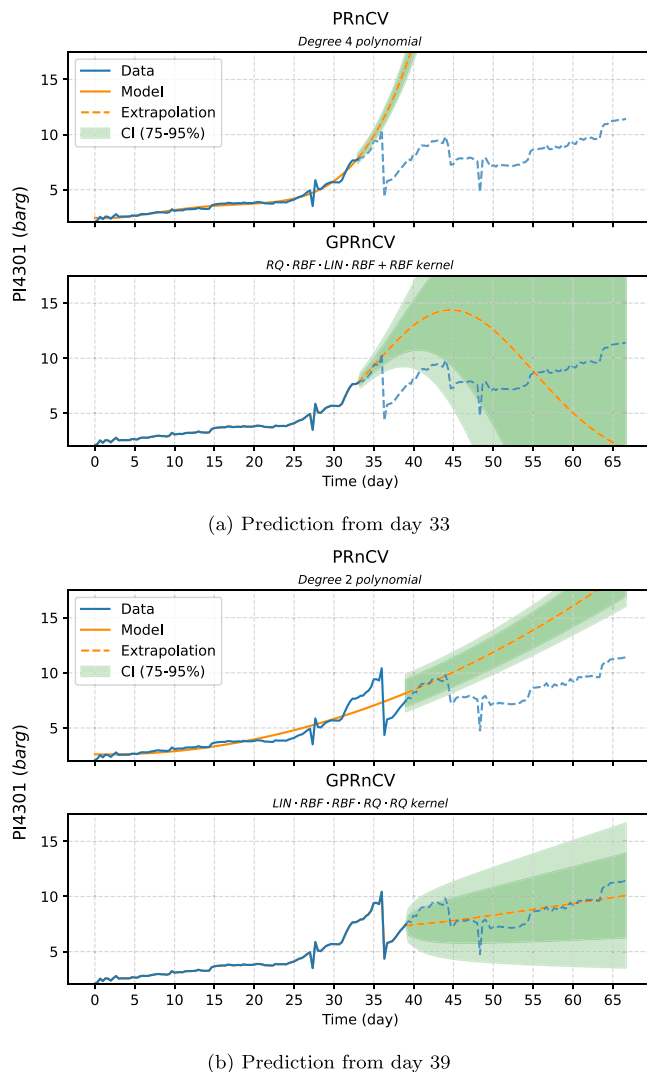 PRnCV
Degree 4 polynomial
Data
Model
Extrapolation
CI (75-95%)
15
10
5
GPRnCV
RQ · RBF · LIN · RBF + RBF kernel
15
10
5
PI4301 (barg)
0 5 10 15 20 25 30 35 40 45 50 55 60 65
Time (day)
(a) Prediction from day 33
PRnCV
Degree 2 polynomial
Data
Model
Extrapolation
CI (75-95%)
15
10
5
GPRnCV
LIN · RBF · RBF · RQ · RQ kernel
15
10
5
PI4301 (barg)
0 5 10 15 20 25 30 35 40 45 50 55 60 65
Time (day)
(b) Prediction from day 39